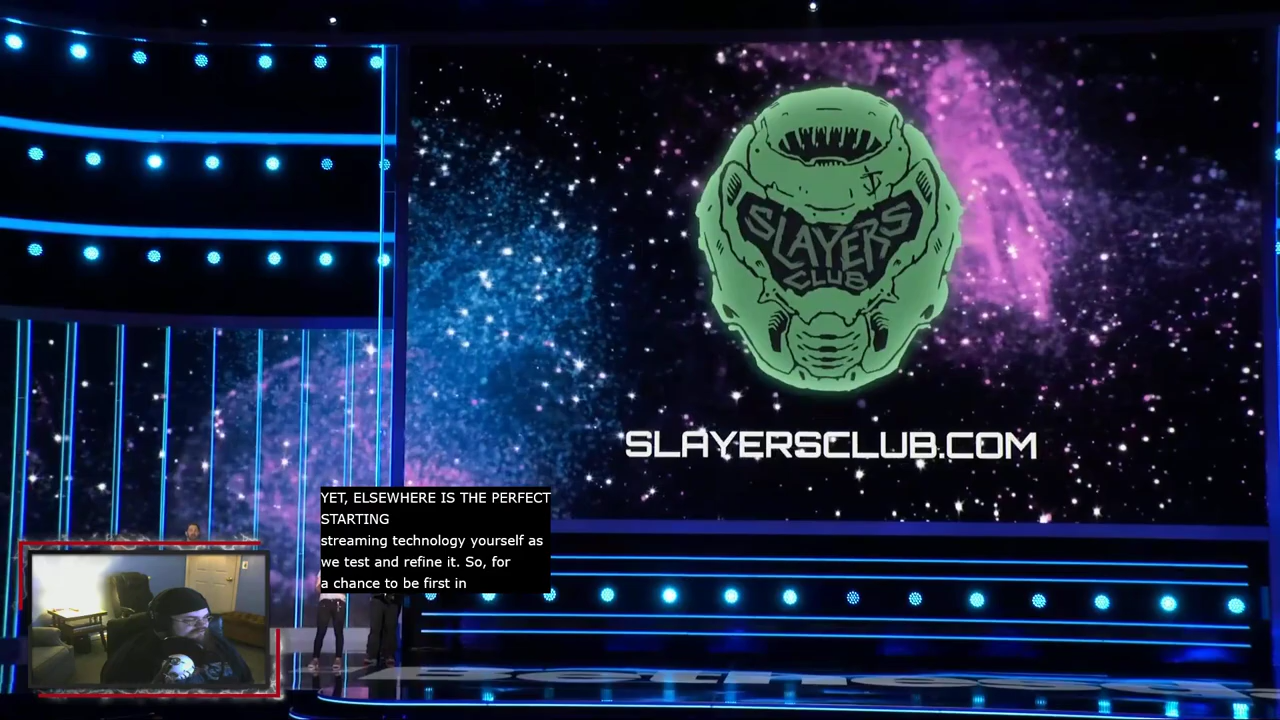 SLAYERS
CLUB
SLAYERSCLUB.COM
YET, ELSEWHERE IS THE PERFECT
STARTING
streaming technology yourself as
we test and refine it. So, for
a chance to be first in
Bethesda